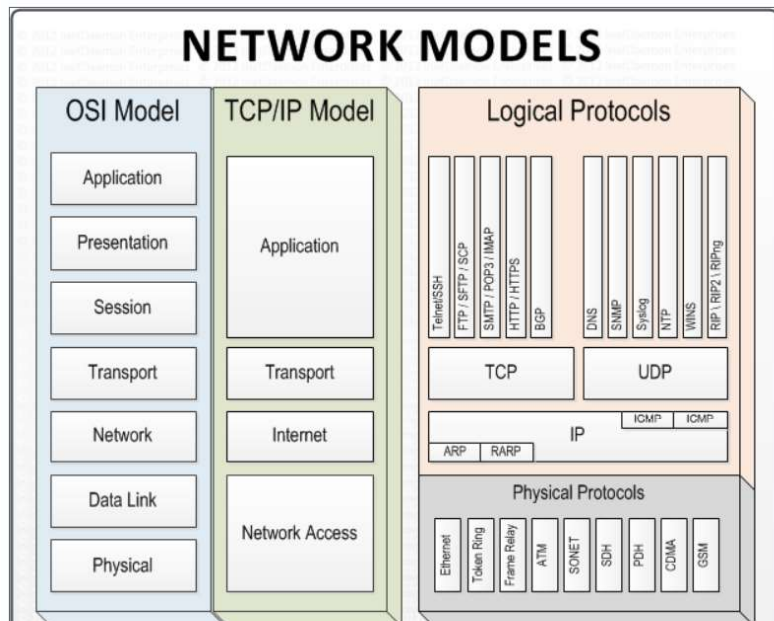 NETWORK MODELS
OSI Model
Application
Presentation
Session
Transport
Network
Data Link
Physical
TCP/IP Model
Application
Transport
Internet
Network Access
Logical Protocols
Telnet/SSH
FTP / SFTP / SCP
SMTP / POP3 / IMAP
HTTP / HTTPS
BGP
DNS
SNMP
Syslog
NTP
WINS
RIP \ RIP2 \ RIPng
TCP
UDP
ICMP
ICMP
IP
ARP
RARP
Physical Protocols
Ethernet
Token Ring
Frame Relay
ATM
SONET
SDH
PDH
CDMA
GSM